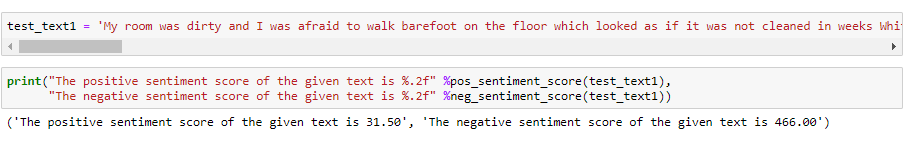 test_text1 = 'My room was dirty and I was afraid to walk barefoot on the floor which looked as if it was not cleaned in weeks
print("The positive sentiment score of the given text is %.2f" %pos_sentiment_score(test_text1),
"The negative sentiment score of the given text is %.2f" %neg_sentiment_score(test_text1))
('The positive sentiment score of the given text is 31.50', 'The negative sentiment score of the given text is 466.00')